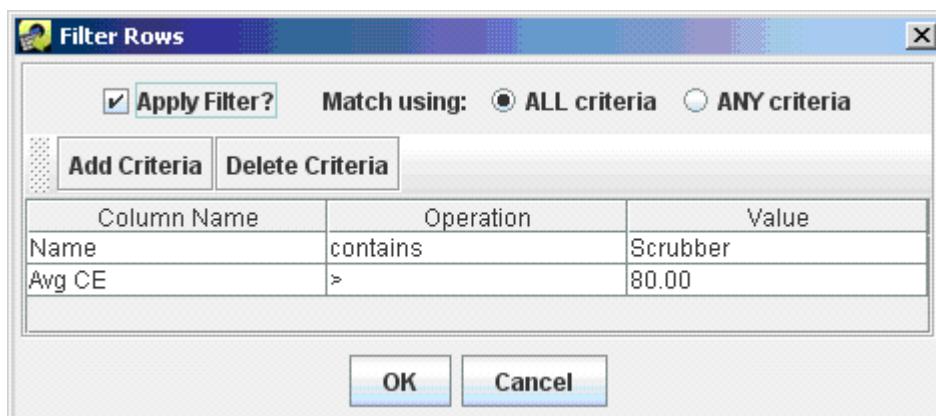 Filter Rows
Apply Filter? Match using: ALL criteria ANY criteria
Add Criteria Delete Criteria
Column Name Operation Value
Name contains Scrubber
Avg CE > 80.00
OK Cancel